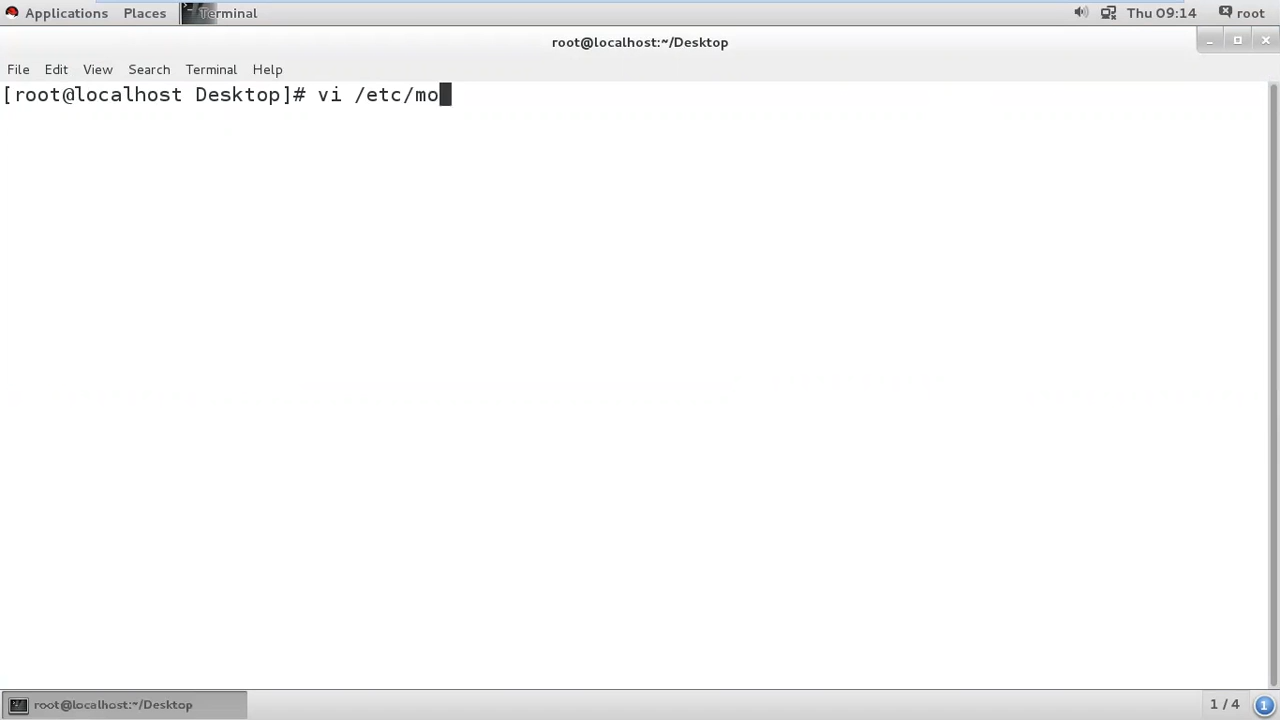 Applications Places Terminal Thu 09:14 root
root@localhost:~/Desktop
File Edit View Search Terminal Help
[root@localhost Desktop]# vi /etc/mo
root@localhost:~/Desktop 1 / 4 1